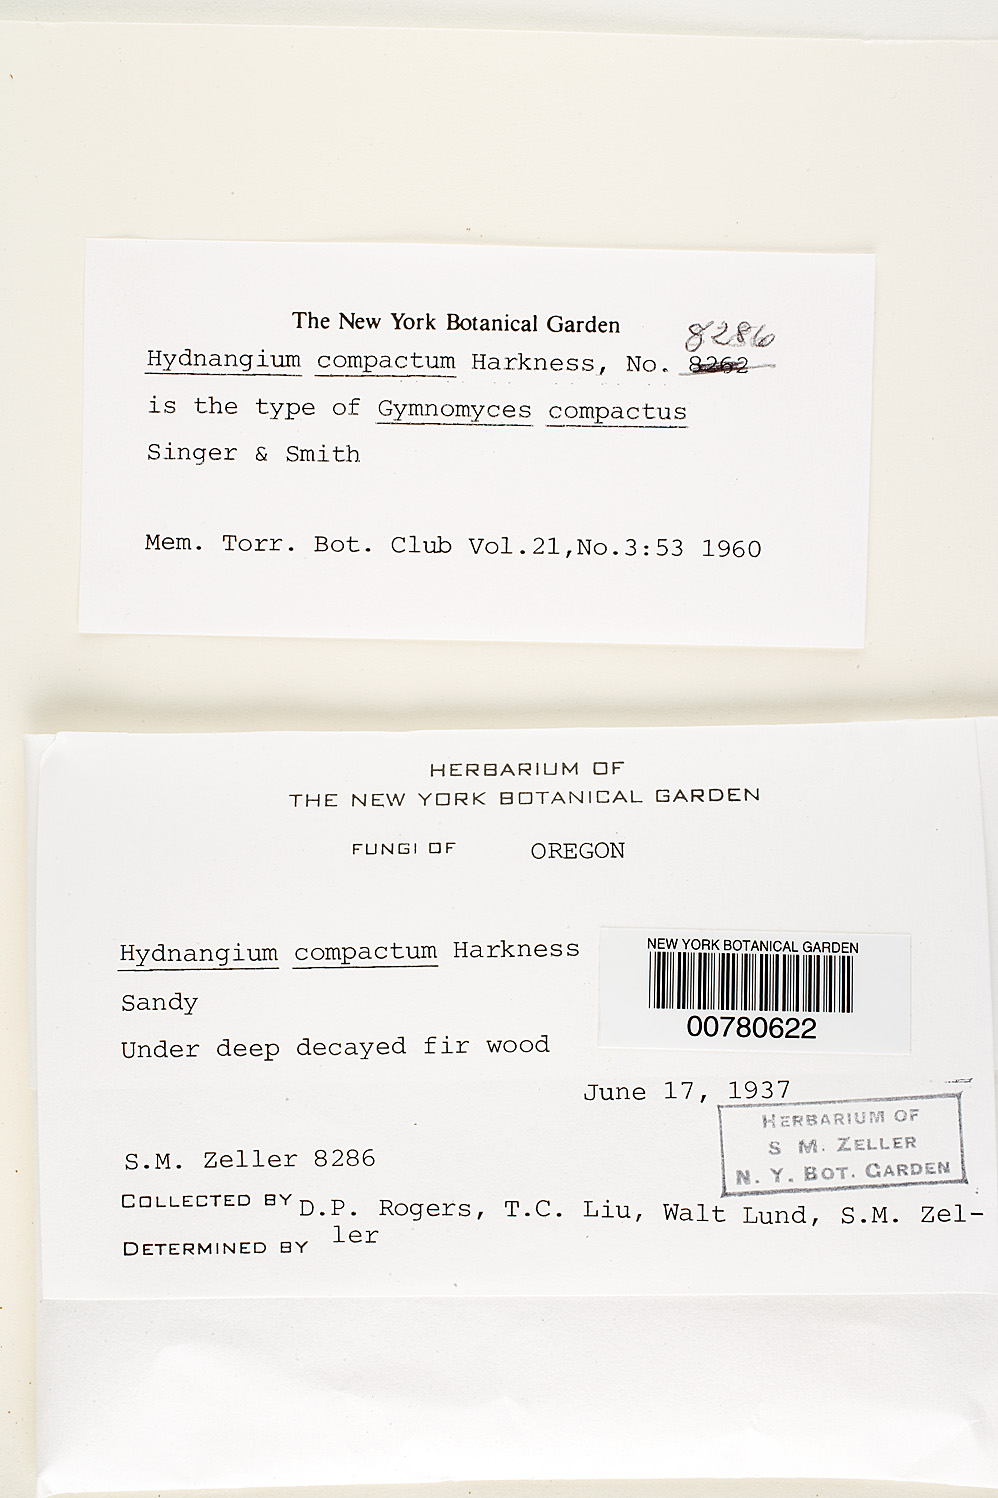 The New York Botanical Garden
8286
Hydnangium compactum Harkness, No. 8262
is the type of Gymnomyces compactus
Singer & Smith
Mem. Torr. Bot. Club Vol.21,No.3:53 1960
HERBARIUM OF
THE NEW YORK BOTANICAL GARDEN
FUNGI OF OREGON
Hydnangium compactum Harkness
NEW YORK BOTANICAL GARDEN
00780622
Sandy
Under deep decayed fir wood
June 17, 1937
HERBARIUM OF
S M. ZELLER
N. Y. BOT. GARDEN
S.M. Zeller 8286
COLLECTED BY D.P. Rogers, T.C. Liu, Walt Lund, S.M. Zel-
ler
DETERMINED BY